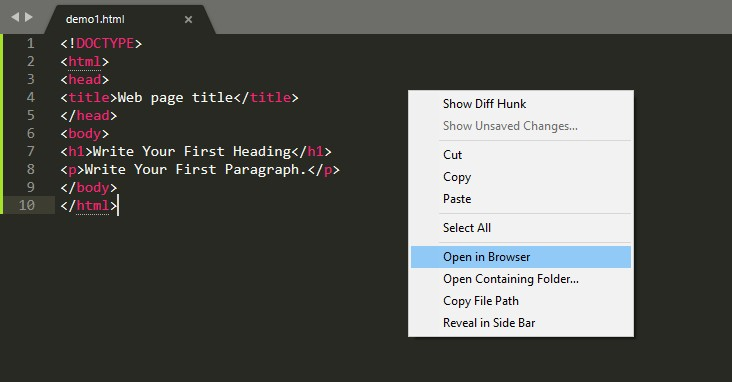 demo1.html
1 <!DOCTYPE>
2 <html>
3 <head>
4 <title>Web page title</title>
5 </head>
6 <body>
7 <h1>Write Your First Heading</h1>
8 <p>Write Your First Paragraph.</p>
9 </body>
10 </html>
Show Diff Hunk
Show Unsaved Changes...
Cut
Copy
Paste
Select All
Open in Browser
Open Containing Folder...
Copy File Path
Reveal in Side Bar